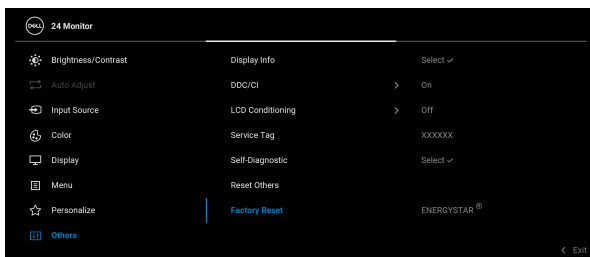 DELL 24 Monitor
Brightness/Contrast Display Info Select
Auto Adjust DDC/CI > On
Input Source LCD Conditioning > Off
Color Service Tag XXXXXX
Display Self-Diagnostic Select
Menu Reset Others
Personalize Factory Reset ENERGYSTAR ®
Others
< Exit